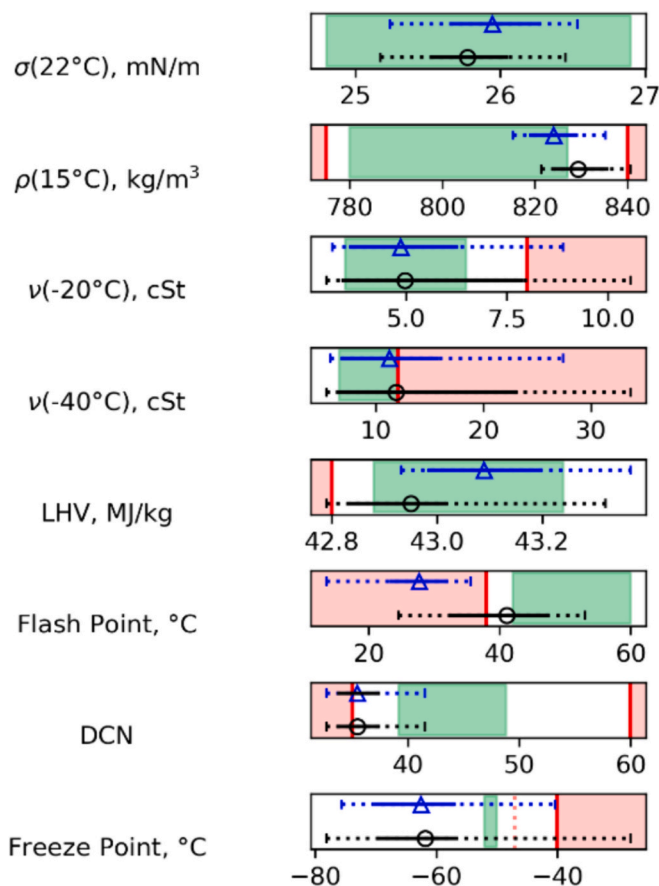 σ(22°C), mN/m
25 26 27
ρ(15°C), kg/m³
780 800 820 840
ν(-20°C), cSt
5.0 7.5 10.0
ν(-40°C), cSt
10 20 30
LHV, MJ/kg
42.8 43.0 43.2
Flash Point, °C
20 40 60
DCN
40 50 60
Freeze Point, °C
−80 −60 −40